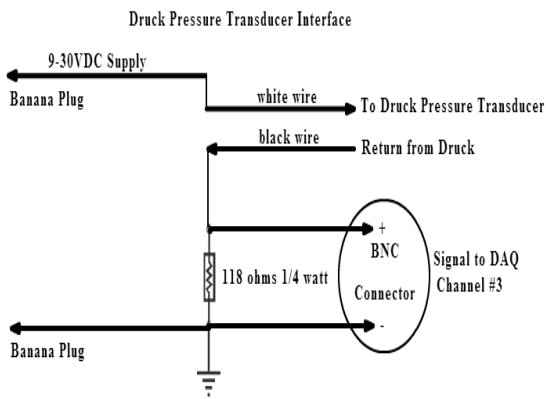 Druck Pressure Transducer Interface
9-30VDC Supply
Banana Plug
white wire
To Druck Pressure Transducer
black wire
Return from Druck
+
BNC
Connector
-
Signal to DAQ
Channel #3
118 ohms 1/4 watt
Banana Plug